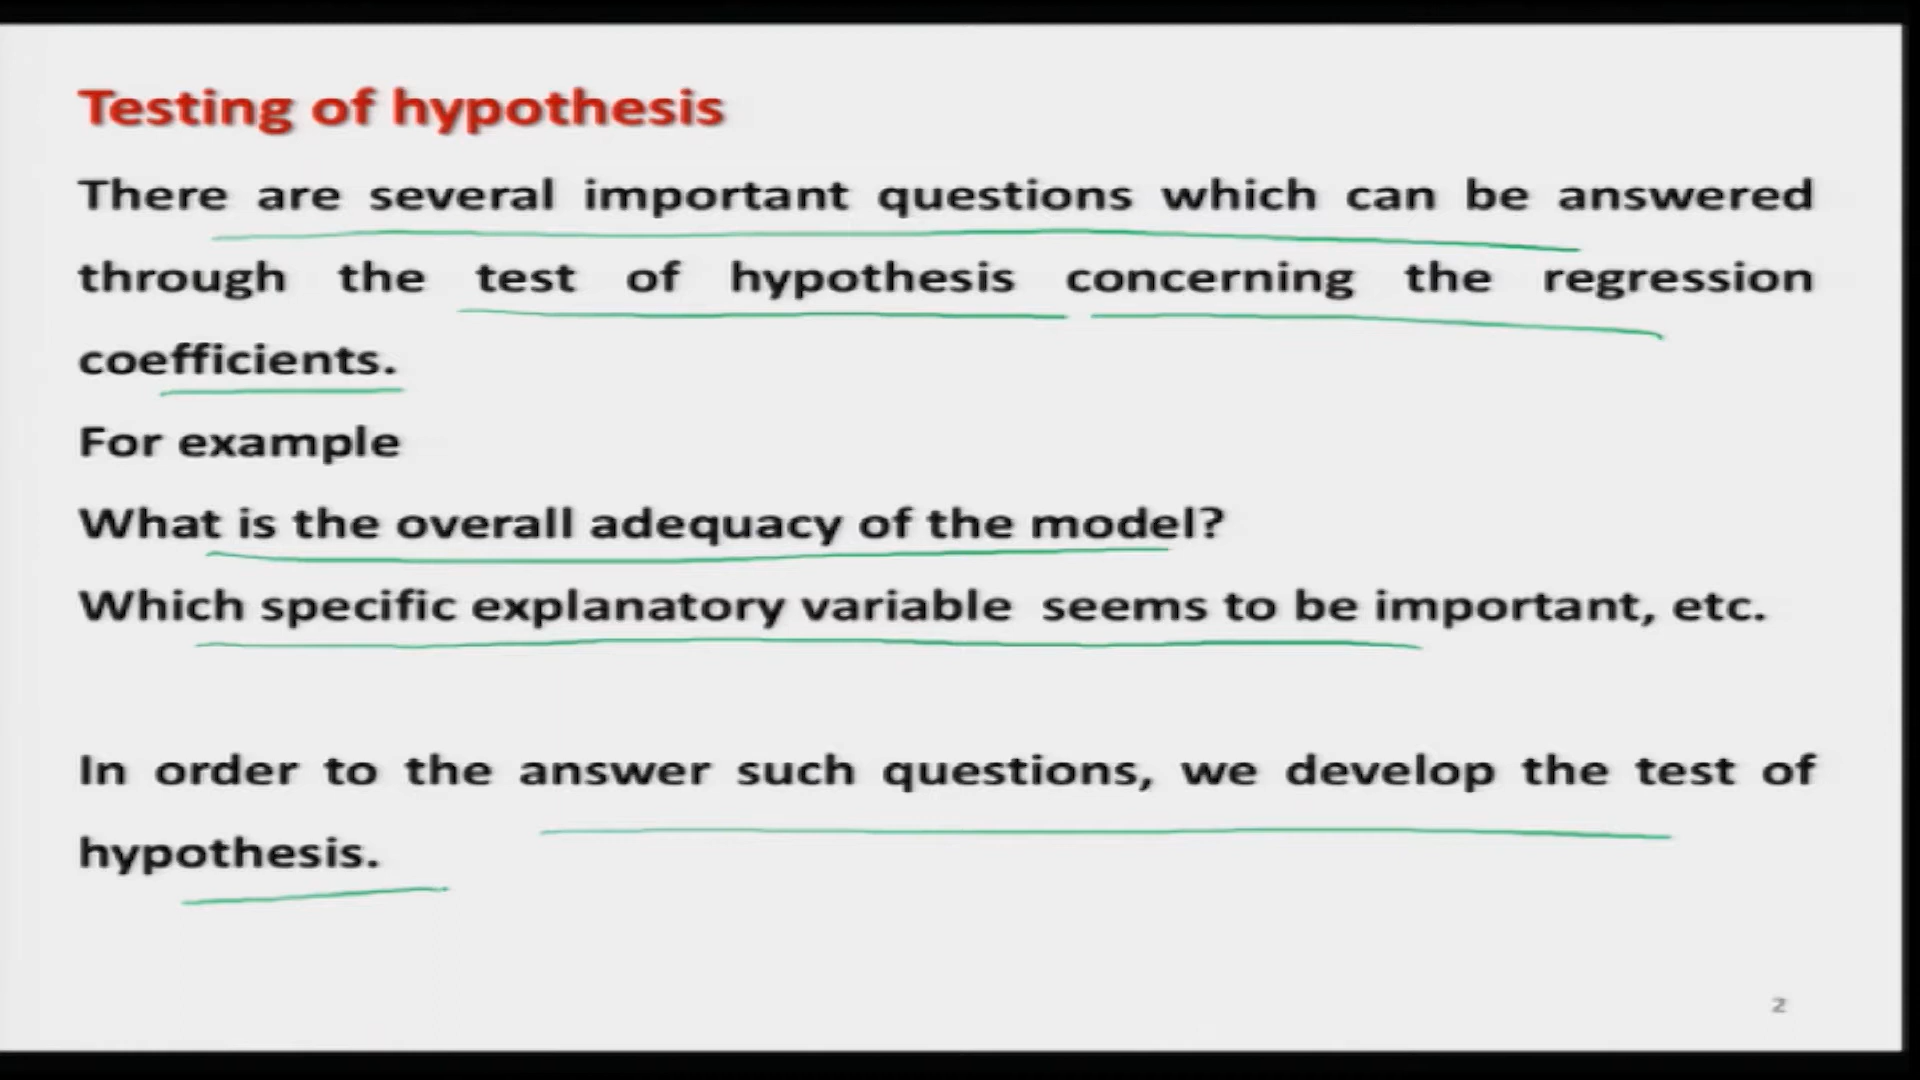 Testing of hypothesis
There are several important questions which can be answered
through the test of hypothesis concerning the regression
coefficients.
For example
What is the overall adequacy of the model?
Which specific explanatory variable seems to be important, etc.
In order to the answer such questions, we develop the test of
hypothesis.
2